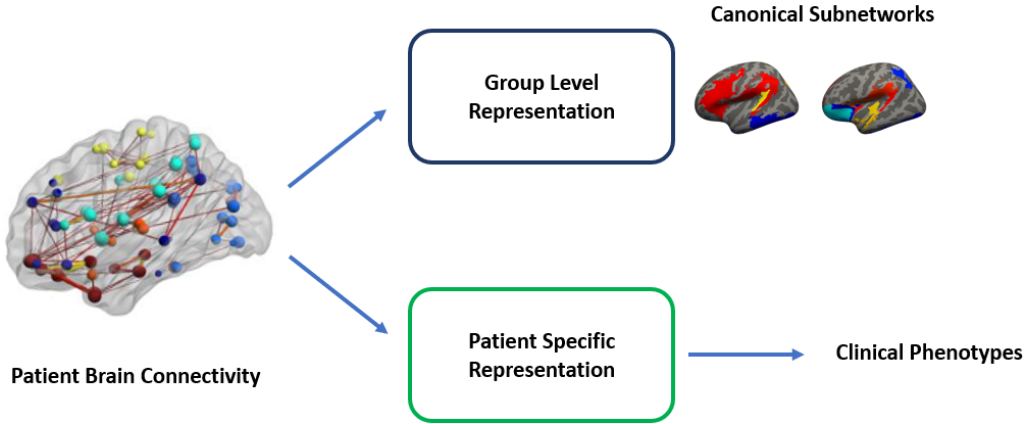 Canonical Subnetworks
Group Level
Representation
Patient Specific
Representation
Clinical Phenotypes
Patient Brain Connectivity